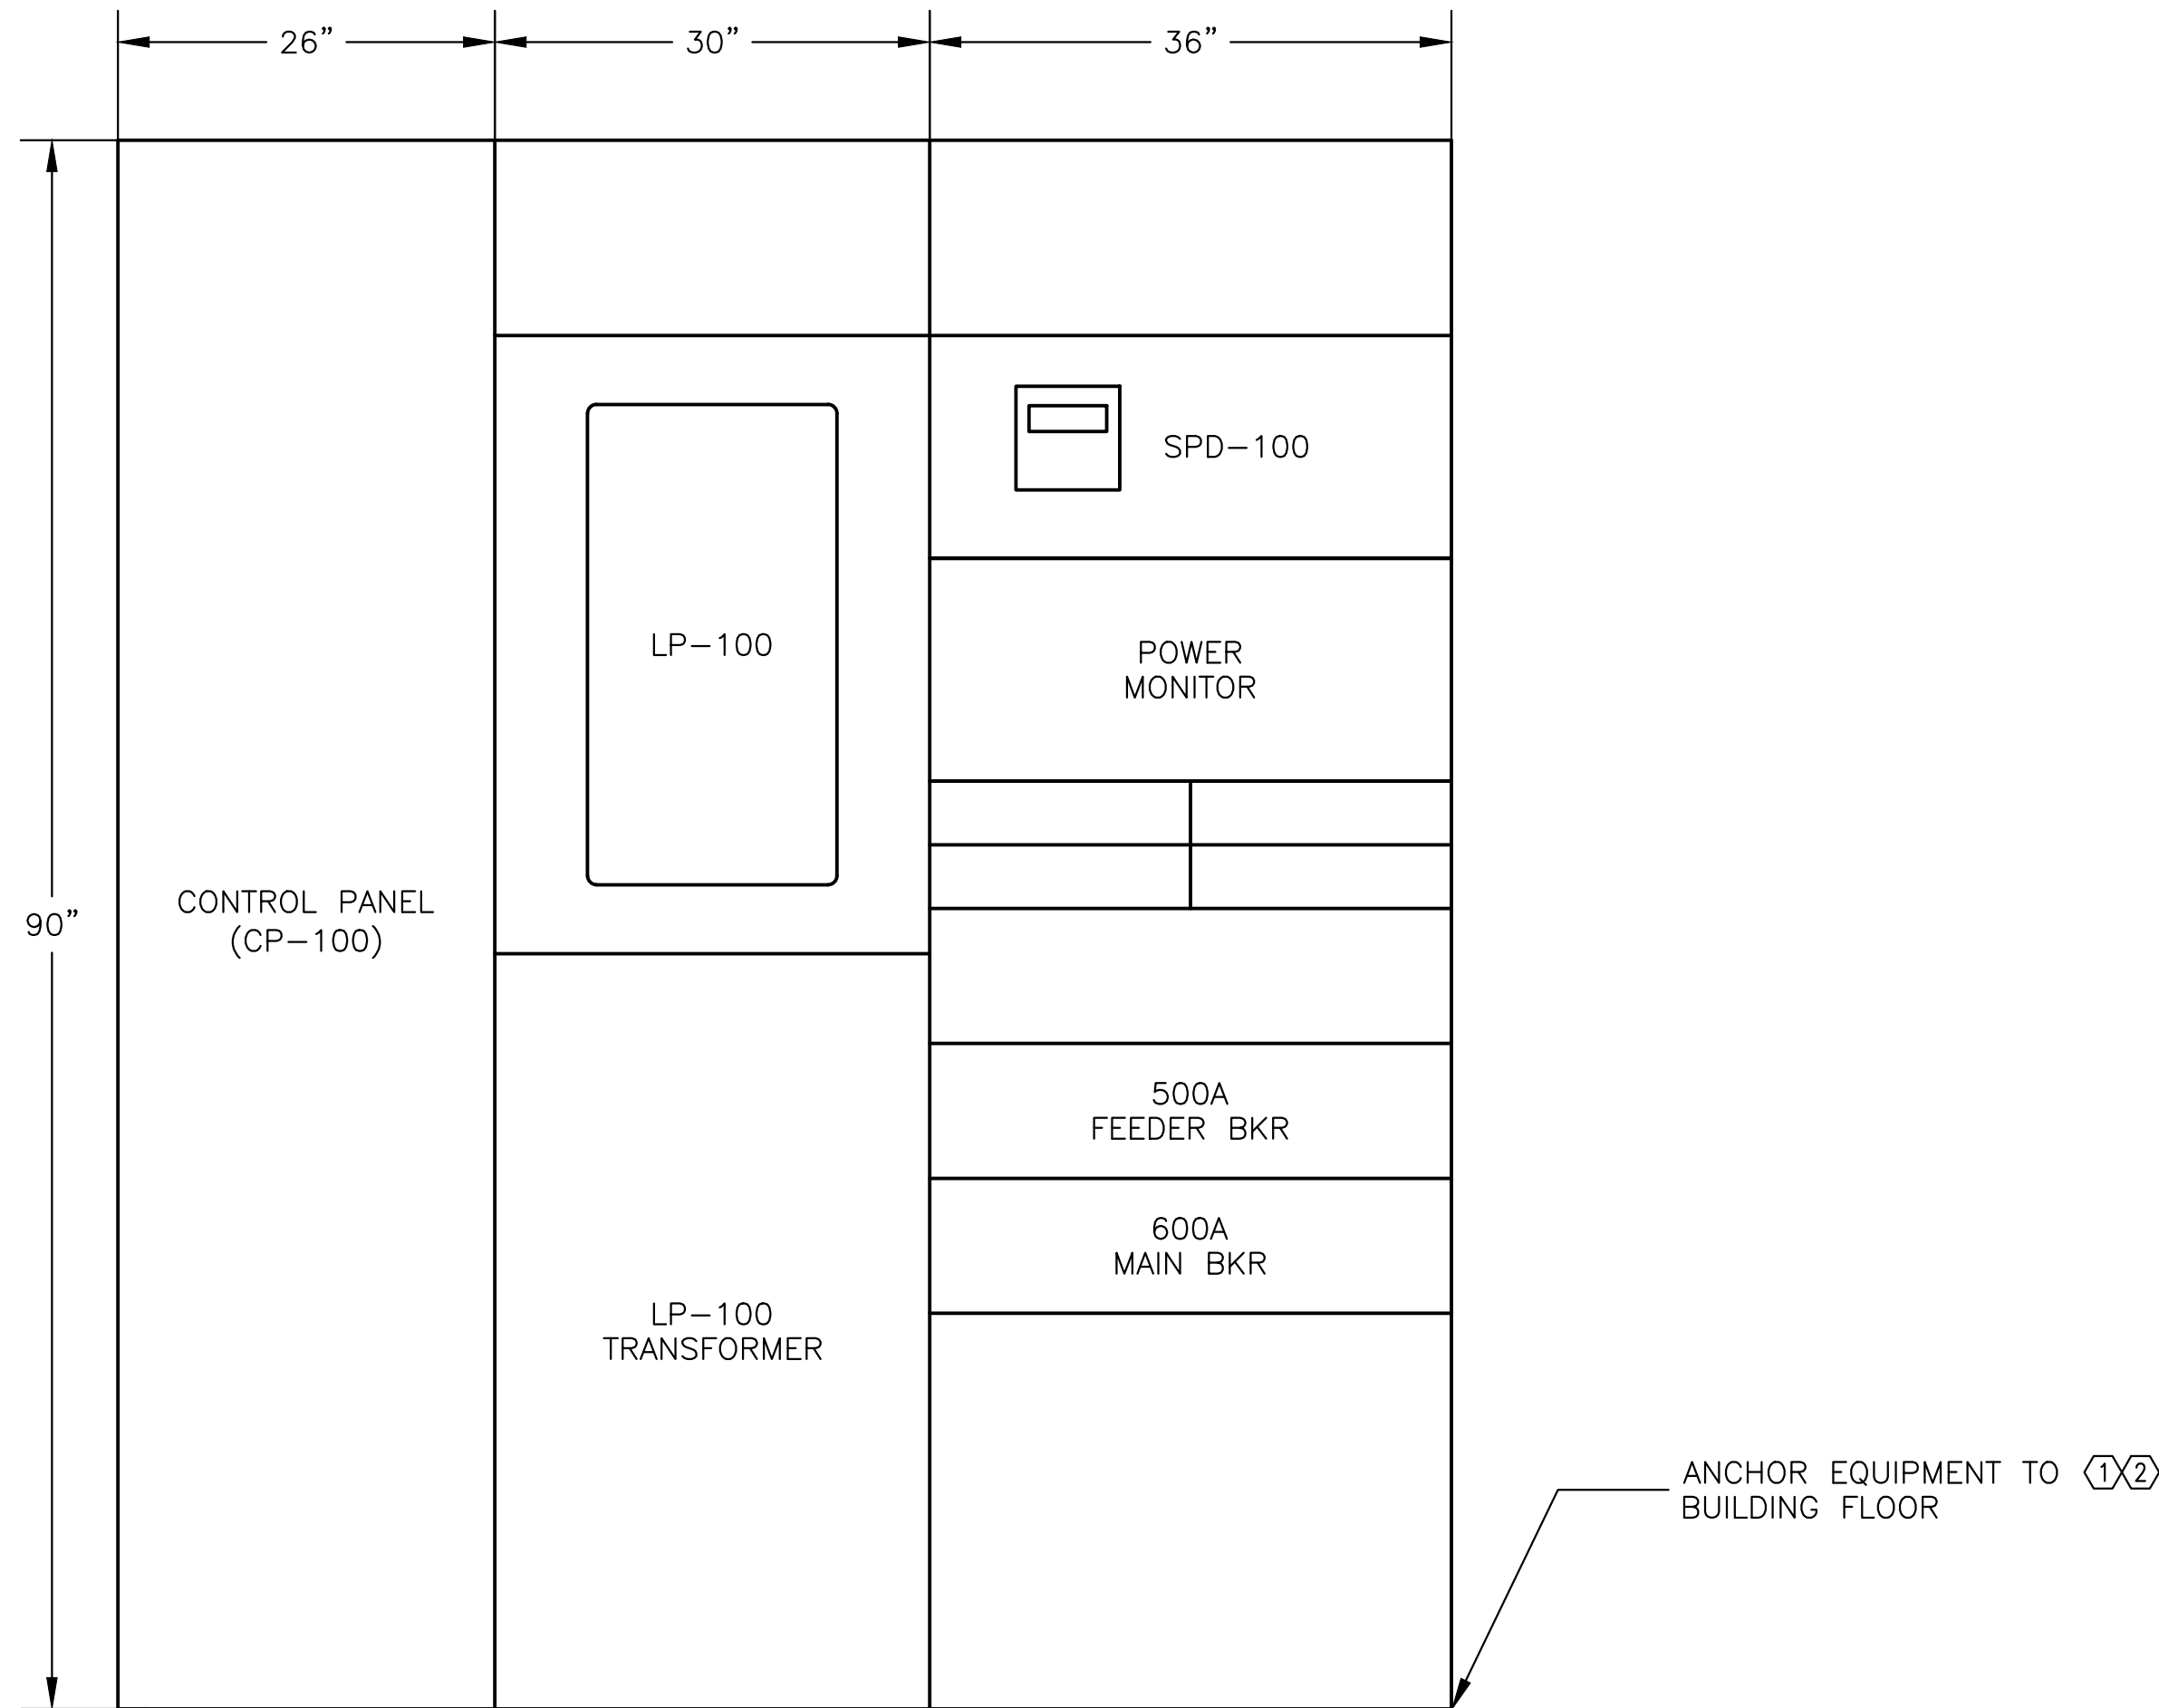 26” 30” 36”
SPD-100
LP-100
POWER
MONITOR
90”
CONTROL PANEL
(CP-100)
500A
FEEDER BKR
600A
MAIN BKR
LP-100
TRANSFORMER
ANCHOR EQUIPMENT TO 1 2
BUILDING FLOOR